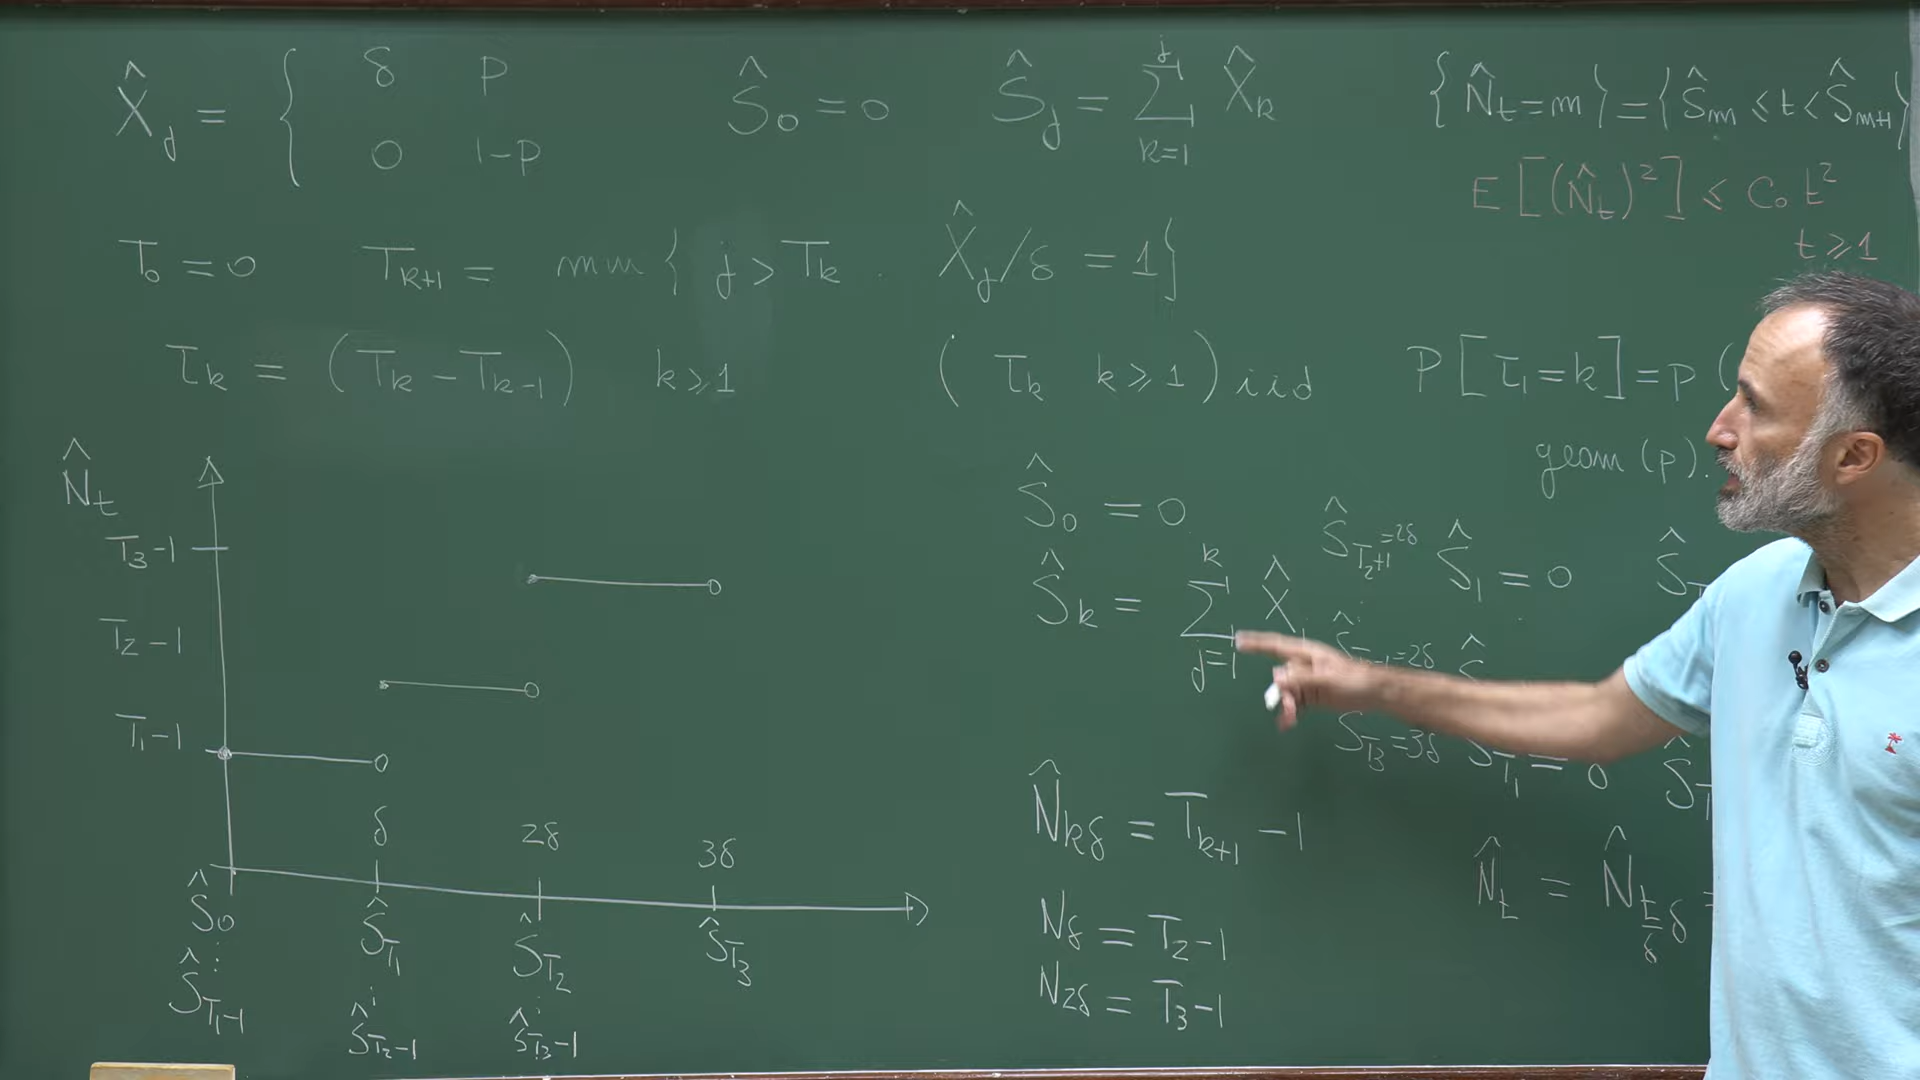 X̂_j = { δ p
0 1-p
Ŝ_0 = 0
Ŝ_j = Σ_{k=1}^{j} X̂_k
{N̂_t = m} = {Ŝ_m ≤ t < Ŝ_{m+1}}
E[(N̂_t)^2] ≤ C_0 t^2
t ≥ 1
T_0 = 0
T_{k+1} = min { j > T_k . X̂_j / δ = 1 }
τ_k = (T_k - T_{k-1}) k ≥ 1
(τ_k k ≥ 1) iid
P[τ_1 = k] = p (
geom (p).
N̂_t
T_3-1
T_2-1
T_1-1
δ 2δ 3δ
Ŝ_0 Ŝ_{T_1} Ŝ_{T_2} Ŝ_{T_3}
Ŝ_{T_1-1} Ŝ_{T_2-1} Ŝ_{T_3-1}
Ŝ_0 = 0
Ŝ_k = Σ_{j=1}^{k} X̂
Ŝ_{T_2+1} = 2δ
= 2δ
Ŝ_{T_3} = 3δ
Ŝ_1 = 0
Ŝ_{T_1} = 0
N̂_{kδ} = T_{k+1} - 1
N_δ = T_2 - 1
N_{2δ} = T_3 - 1
N̂_t = N̂_{t/δ δ} =